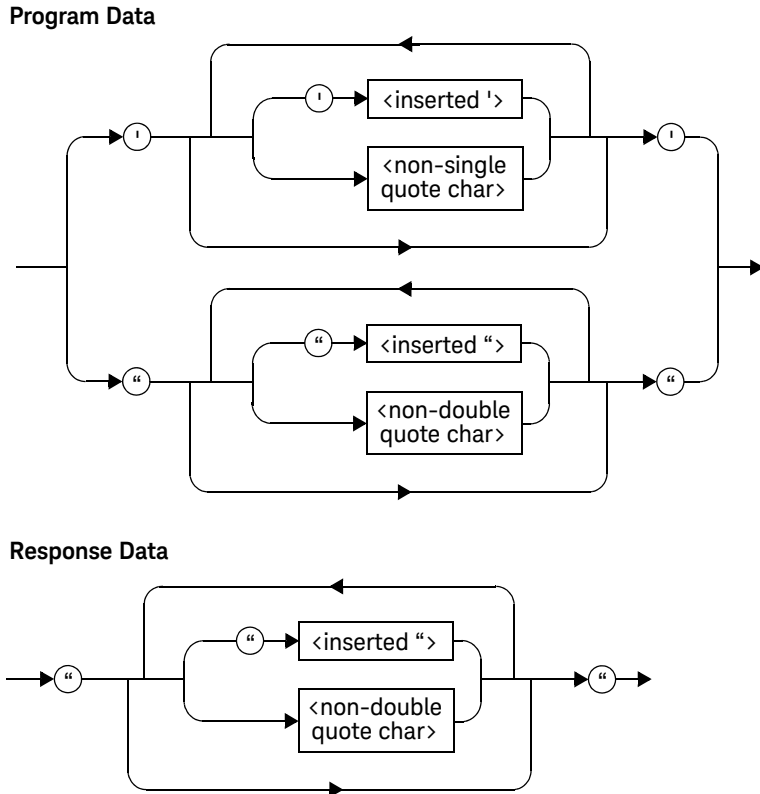 Program Data
' <inserted '>
' '
<non-single
quote char>
“ <inserted “>
“ “
<non-double
quote char>
Response Data
“ <inserted “>
“ “
<non-double
quote char>